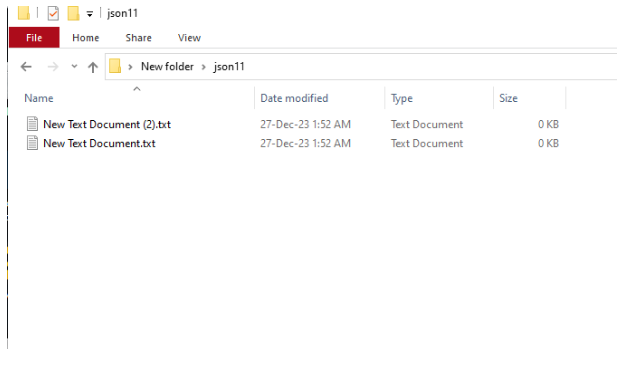 json11
File Home Share View
New folder › json11
Name Date modified Type Size
New Text Document (2).txt 27-Dec-23 1:52 AM Text Document 0 KB
New Text Document.txt 27-Dec-23 1:52 AM Text Document 0 KB